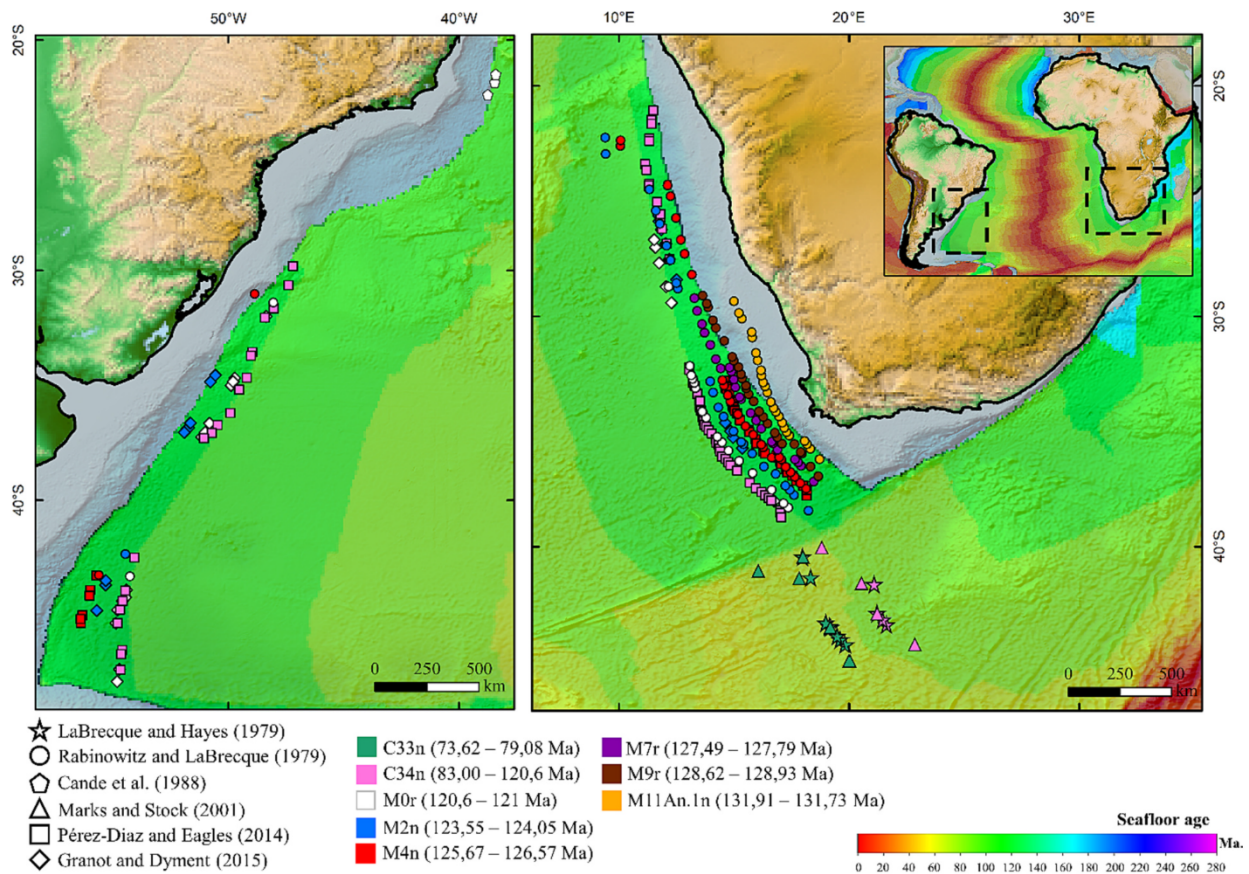 50°W 40°W 10°E 20°E 30°E
20°S
20°S
30°S
30°S
40°S
40°S
0 250 500
km
0 250 500
km
LaBrecque and Hayes (1979)
Rabinowitz and LaBrecque (1979)
Cande et al. (1988)
Marks and Stock (2001)
Pérez-Diaz and Eagles (2014)
Granot and Dyment (2015)
C33n (73,62 – 79,08 Ma)
C34n (83,00 – 120,6 Ma)
M0r (120,6 – 121 Ma)
M2n (123,55 – 124,05 Ma)
M4n (125,67 – 126,57 Ma)
M7r (127,49 – 127,79 Ma)
M9r (128,62 – 128,93 Ma)
M11An.1n (131,91 – 131,73 Ma)
Seafloor age
Ma.
0 20 40 60 80 100 120 140 160 180 200 220 240 260 280